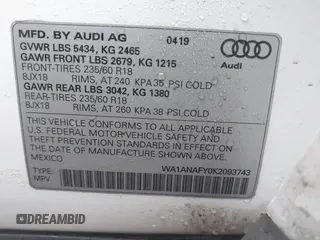 MFD. BY AUDI AG 04.19
GVWR LBS 5434, KG 2465
GAWR FRONT LBS 2679, KG 1215
FRONT-TIRES 235/60 R18
8JX18 RIMS, AT 240 KPA 35 PSI COLD
GAWR REAR LBS 3042, KG 1380
REAR-TIRES 235/60 R18
8JX18 RIMS, AT 260 KPA 38 PSI COLD
THIS VEHICLE CONFORMS TO ALL APPLICABLE
U.S. FEDERAL MOTOR VEHICLE SAFETY AND
THEFT PREVENTION STANDARDS IN EFFECT ON
THE DATE OF MANUFACTURE SHOWN ABOVE.
MEXICO
TYPE: WA1ANAFY0K2093743
MPV
Audi
DREAMBID